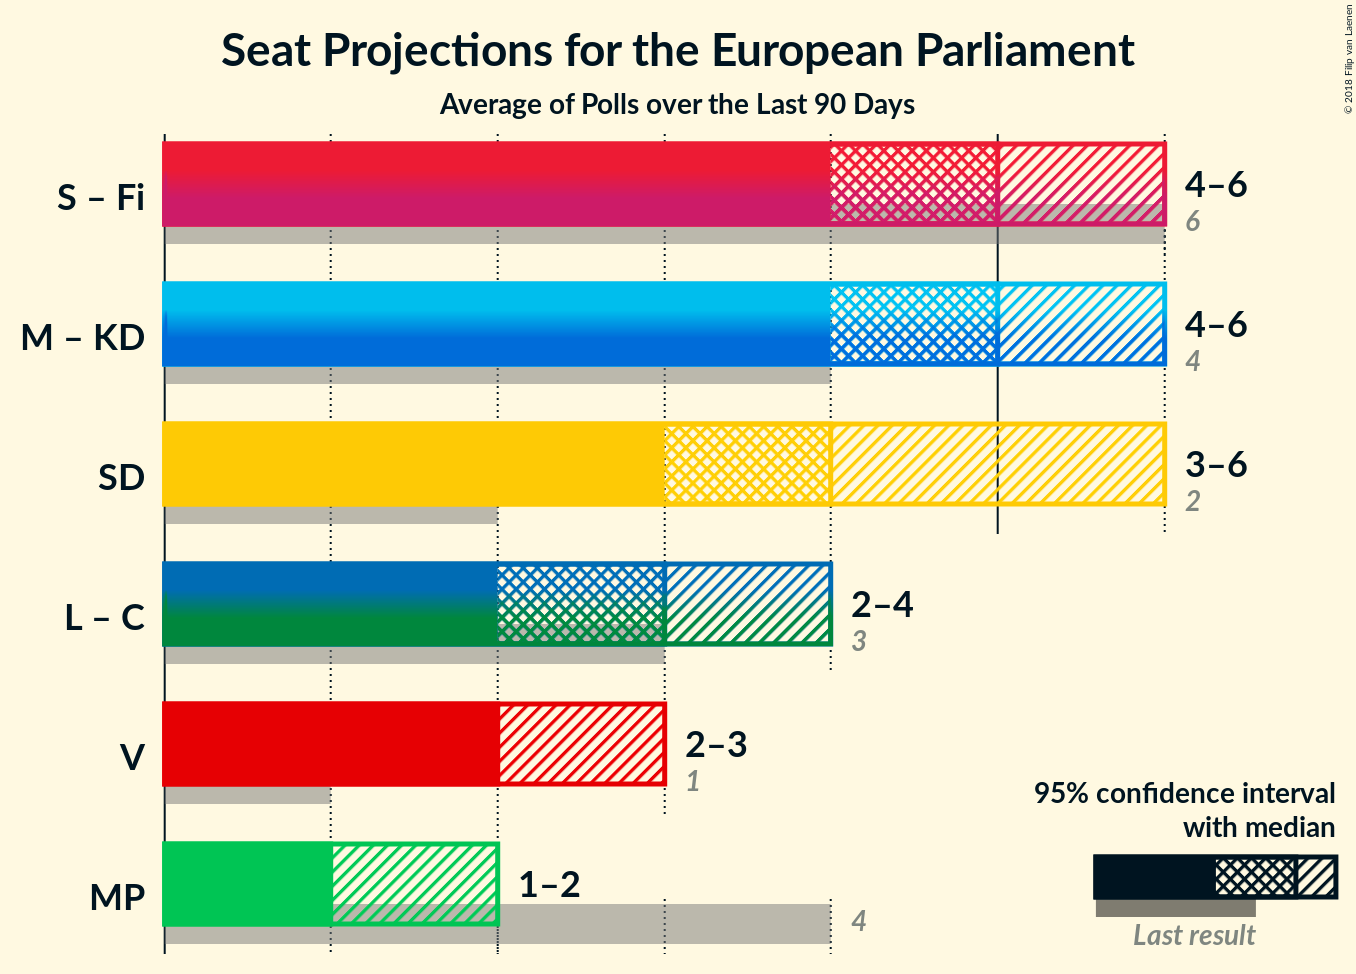 Seat Projections for the European Parliament
Average of Polls over the Last 90 Days
© 2018 Filip van Laenen
S – Fi
4–6
6
M – KD
4–6
4
SD
3–6
2
L – C
2–4
3
V
2–3
1
MP
1–2
4
95% confidence interval
with median
Last result